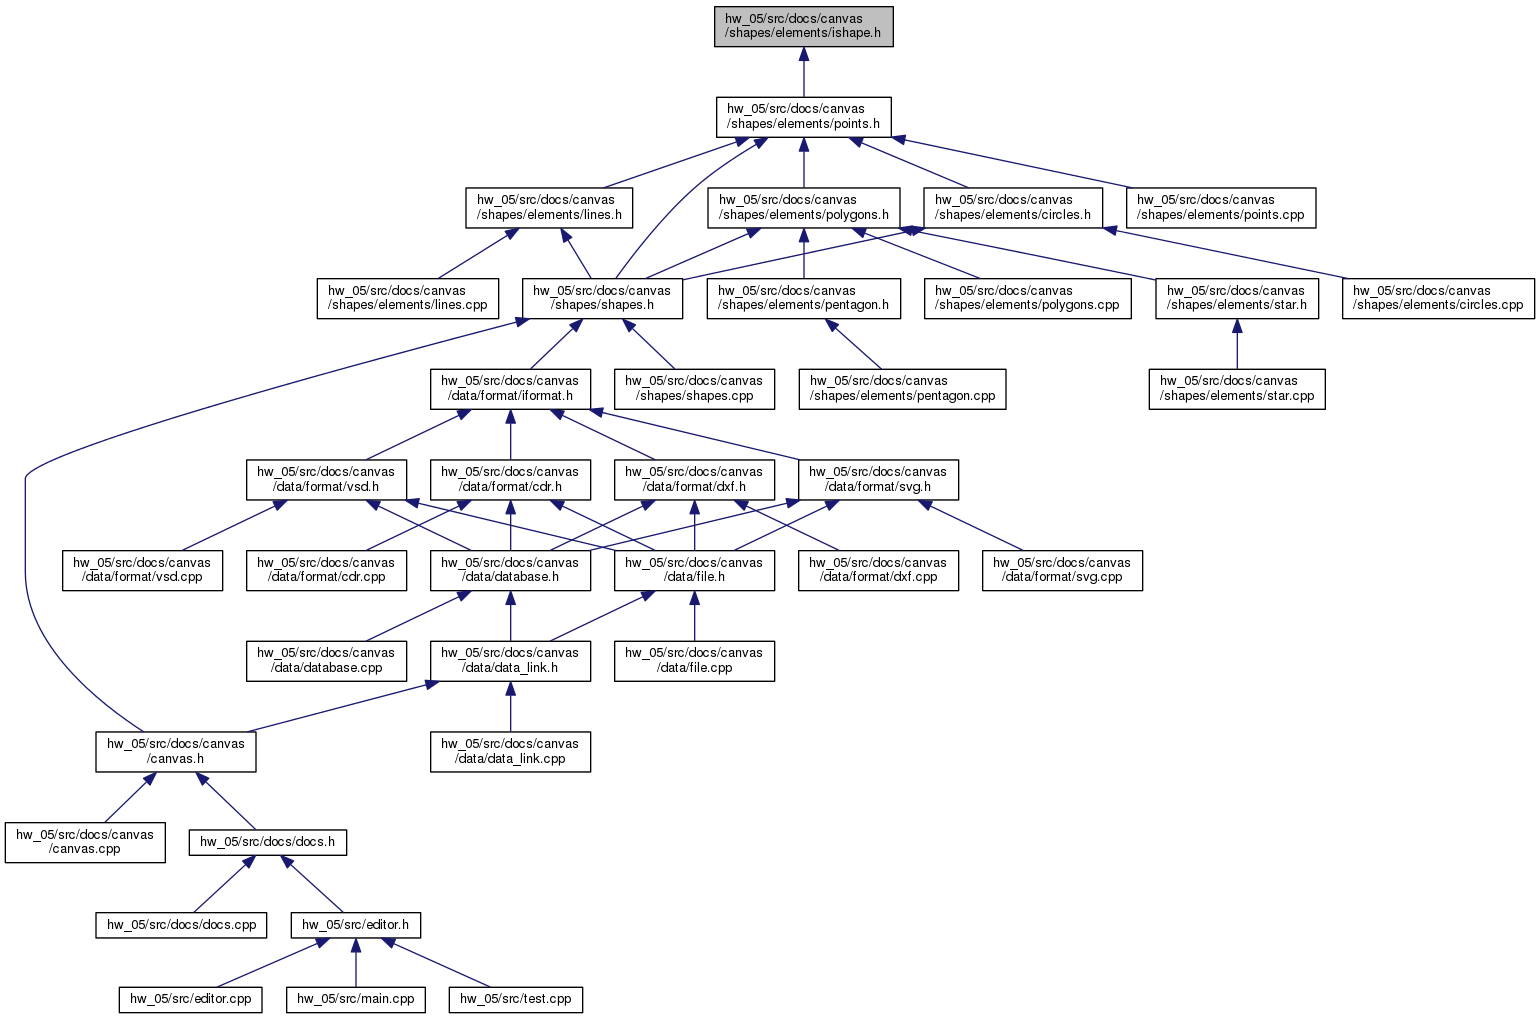 hw_05/src/docs/canvas
/shapes/elements/ishape.h
hw_05/src/docs/canvas
/shapes/elements/points.h
hw_05/src/docs/canvas
/shapes/elements/lines.h
hw_05/src/docs/canvas
/shapes/elements/polygons.h
hw_05/src/docs/canvas
/shapes/elements/circles.h
hw_05/src/docs/canvas
/shapes/elements/points.cpp
hw_05/src/docs/canvas
/shapes/elements/lines.cpp
hw_05/src/docs/canvas
/shapes/shapes.h
hw_05/src/docs/canvas
/shapes/elements/pentagon.h
hw_05/src/docs/canvas
/shapes/elements/polygons.cpp
hw_05/src/docs/canvas
/shapes/elements/star.h
hw_05/src/docs/canvas
/shapes/elements/circles.cpp
hw_05/src/docs/canvas
/data/format/iformat.h
hw_05/src/docs/canvas
/shapes/shapes.cpp
hw_05/src/docs/canvas
/shapes/elements/pentagon.cpp
hw_05/src/docs/canvas
/shapes/elements/star.cpp
hw_05/src/docs/canvas
/data/format/vsd.h
hw_05/src/docs/canvas
/data/format/cdr.h
hw_05/src/docs/canvas
/data/format/dxf.h
hw_05/src/docs/canvas
/data/format/svg.h
hw_05/src/docs/canvas
/data/format/vsd.cpp
hw_05/src/docs/canvas
/data/format/cdr.cpp
hw_05/src/docs/canvas
/data/database.h
hw_05/src/docs/canvas
/data/file.h
hw_05/src/docs/canvas
/data/format/dxf.cpp
hw_05/src/docs/canvas
/data/format/svg.cpp
hw_05/src/docs/canvas
/data/database.cpp
hw_05/src/docs/canvas
/data/data_link.h
hw_05/src/docs/canvas
/data/file.cpp
hw_05/src/docs/canvas
/canvas.h
hw_05/src/docs/canvas
/data/data_link.cpp
hw_05/src/docs/canvas
/canvas.cpp
hw_05/src/docs/docs.h
hw_05/src/docs/docs.cpp
hw_05/src/editor.h
hw_05/src/editor.cpp
hw_05/src/main.cpp
hw_05/src/test.cpp